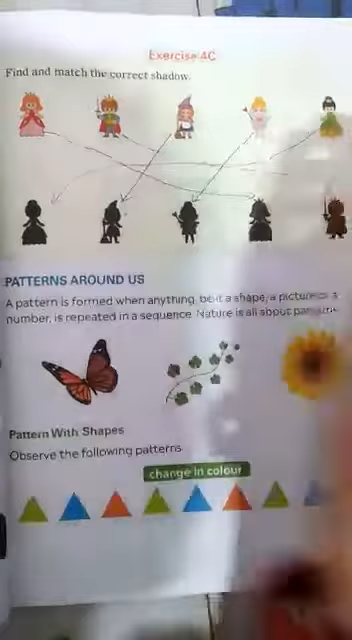 Exercise 4C
Find and match the correct shadow.
PATTERNS AROUND US
A pattern is formed when anything, be it a shape, a picture or a
number, is repeated in a sequence. Nature is all about patterns.
Pattern With Shapes
Observe the following patterns.
change in colour